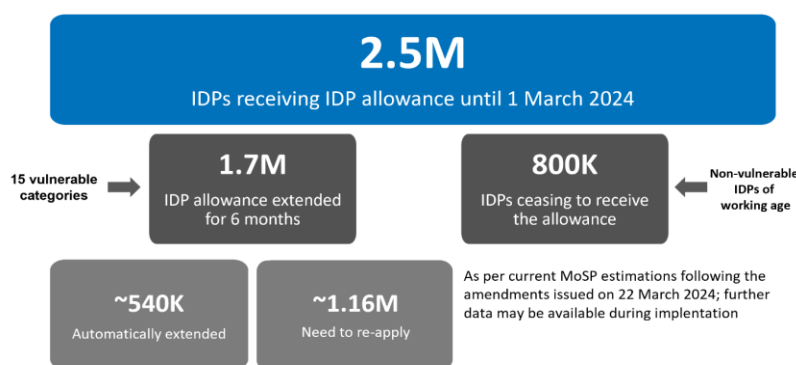 2.5M
IDPs receiving IDP allowance until 1 March 2024
15 vulnerable
categories
1.7M
IDP allowance extended
for 6 months
800K
IDPs ceasing to receive
the allowance
Non-vulnerable
IDPs of
working age
~540K
Automatically extended
~1.16M
Need to re-apply
As per current MoSP estimations following the
amendments issued on 22 March 2024; further
data may be available during implentation